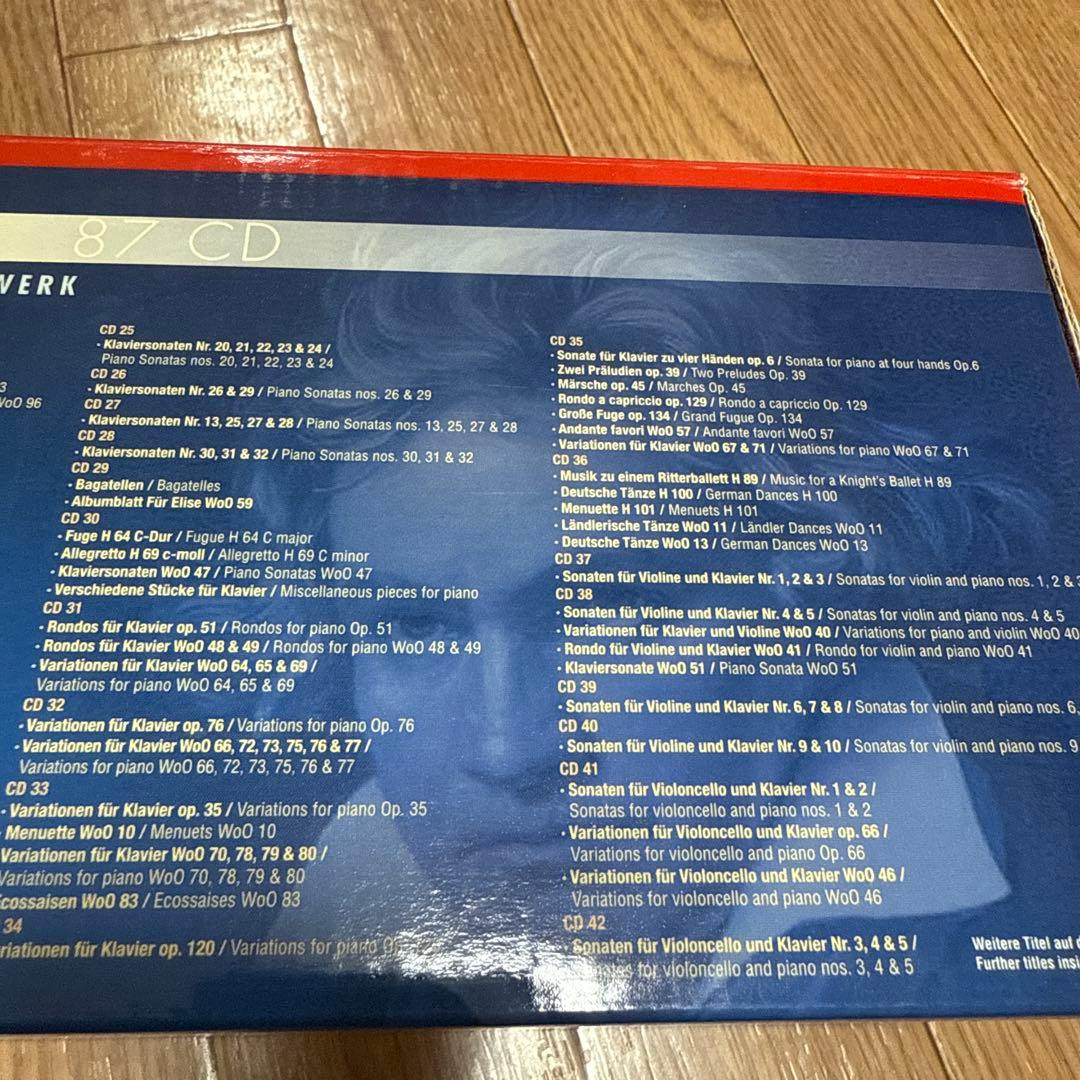 87 CD
WERK
3
WoO 96
CD 25
· Klaviersonaten Nr. 20, 21, 22, 23 & 24 /
Piano Sonatas nos. 20, 21, 22, 23 & 24
CD 26
· Klaviersonaten Nr. 26 & 29 / Piano Sonatas nos. 26 & 29
CD 27
· Klaviersonaten Nr. 13, 25, 27 & 28 / Piano Sonatas nos. 13, 25, 27 & 28
CD 28
· Klaviersonaten Nr. 30, 31 & 32 / Piano Sonatas nos. 30, 31 & 32
CD 29
· Bagatellen / Bagatelles
· Albumblatt Für Elise WoO 59
CD 30
· Fuge H 64 C-Dur / Fugue H 64 C major
· Allegretto H 69 c-moll / Allegretto H 69 C minor
· Klaviersonaten WoO 47 / Piano Sonatas WoO 47
· Verschiedene Stücke für Klavier / Miscellaneous pieces for piano
CD 31
· Rondos für Klavier op. 51 / Rondos for piano Op. 51
· Rondos für Klavier WoO 48 & 49 / Rondos for piano WoO 48 & 49
· Variationen für Klavier WoO 64, 65 & 69 /
Variations for piano WoO 64, 65 & 69
CD 32
· Variationen für Klavier op. 76 / Variations for piano Op. 76
· Variationen für Klavier WoO 66, 72, 73, 75, 76 & 77 /
Variations for piano WoO 66, 72, 73, 75, 76 & 77
CD 33
· Variationen für Klavier op. 35 / Variations for piano Op. 35
Menuette WoO 10 / Menuets WoO 10
Variationen für Klavier WoO 70, 78, 79 & 80 /
Variations for piano WoO 70, 78, 79 & 80
Ecossaisen WoO 83 / Ecossaises WoO 83
34
riationen für Klavier op. 120 / Variations for piano
CD 35
· Sonate für Klavier zu vier Händen op. 6 / Sonata for piano at four hands Op.6
· Zwei Präludien op. 39 / Two Preludes Op. 39
· Märsche op. 45 / Marches Op. 45
· Rondo a capriccio op. 129 / Rondo a capriccio Op. 129
· Große Fuge op. 134 / Grand Fugue Op. 134
· Andante favori WoO 57 / Andante favori WoO 57
· Variationen für Klavier WoO 67 & 71 / Variations for piano WoO 67 & 71
CD 36
· Musik zu einem Ritterballett H 89 / Music for a Knight's Ballet H 89
· Deutsche Tänze H 100 / German Dances H 100
· Menuette H 101 / Menuets H 101
· Ländlerische Tänze WoO 11 / Ländler Dances WoO 11
· Deutsche Tänze WoO 13 / German Dances WoO 13
CD 37
· Sonaten für Violine und Klavier Nr. 1, 2 & 3 / Sonatas for violin and piano nos. 1, 2 & 3
CD 38
· Sonaten für Violine und Klavier Nr. 4 & 5 / Sonatas for violin and piano nos. 4 & 5
· Variationen für Klavier und Violine WoO 40 / Variations for piano and violin WoO 40
· Rondo für Violine und Klavier WoO 41 / Rondo for violin and piano WoO 41
· Klaviersonate WoO 51 / Piano Sonata WoO 51
CD 39
· Sonaten für Violine und Klavier Nr. 6, 7 & 8 / Sonatas for violin and piano nos. 6,
CD 40
· Sonaten für Violine und Klavier Nr. 9 & 10 / Sonatas for violin and piano nos. 9
CD 41
· Sonaten für Violoncello und Klavier Nr. 1 & 2 /
Sonatas for violoncello and piano nos. 1 & 2
· Variationen für Violoncello und Klavier op. 66 /
Variations for violoncello and piano Op. 66
· Variationen für Violoncello und Klavier WoO 46 /
Variations for violoncello and piano WoO 46
CD 42
· Sonaten für Violoncello und Klavier Nr. 3, 4 & 5 /
Sonatas for violoncello and piano nos. 3, 4 & 5
Weitere Titel auf d
Further titles insi